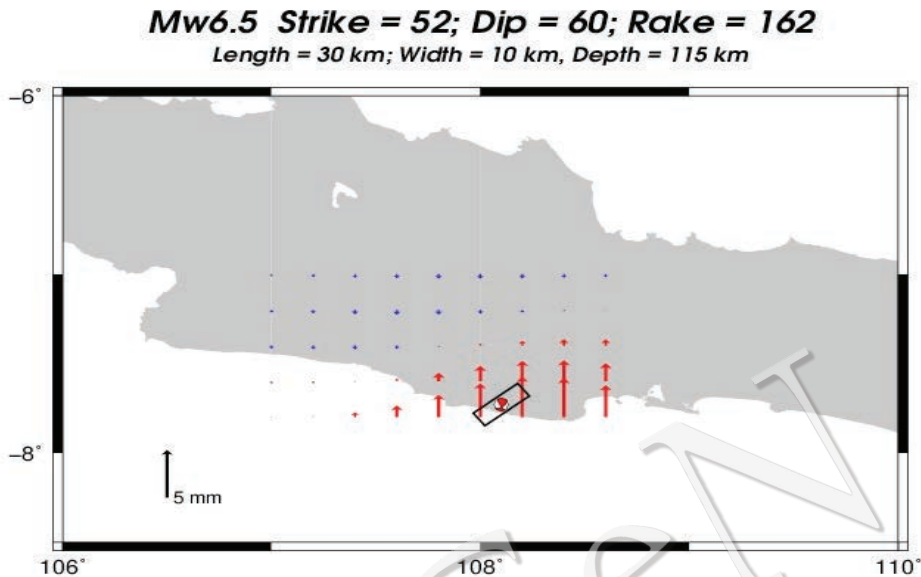 Mw6.5 Strike = 52; Dip = 60; Rake = 162
Length = 30 km; Width = 10 km, Depth = 115 km
−6°
−8°
5 mm
106°
108°
110°